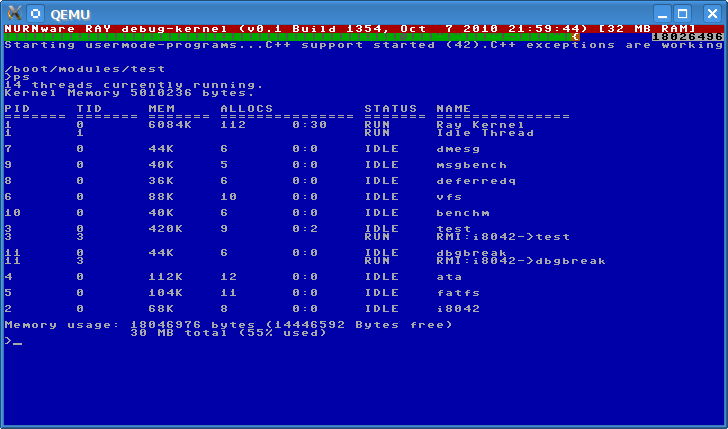 QEMU
NURNware RAY debug-kernel (v0.1 Build 1354, Oct  7 2010 21:59:44) [32 MB RAM]
18026496
Starting usermode-programs...C++ support started (42).C++ exceptions are working
/boot/modules/test
>ps
14 threads currently running.
Kernel Memory 5010236 bytes.
PID     TID     MEM     ALLOCS          STATUS  NAME
======= ======= ======= =============== ======= ===============
1       0       6084K   112     0:30    RUN     Ray Kernel
1       1                               RUN     Idle Thread
7       0       44K     6       0:0     IDLE    dmesg
9       0       40K     5       0:0     IDLE    msgbench
8       0       36K     6       0:0     IDLE    deferredq
6       0       88K     10      0:0     IDLE    vfs
10      0       40K     6       0:0     IDLE    benchm
3       0       420K    9       0:2     IDLE    test
3       3                               RUN     RMI:i8042->test
11      0       44K     6       0:0     IDLE    dbgbreak
11      3                               RUN     RMI:i8042->dbgbreak
4       0       112K    12      0:0     IDLE    ata
5       0       104K    11      0:0     IDLE    fatfs
2       0       68K     8       0:0     IDLE    i8042
Memory usage: 18046976 bytes (14446592 Bytes free)
              30 MB total (55% used)
>_